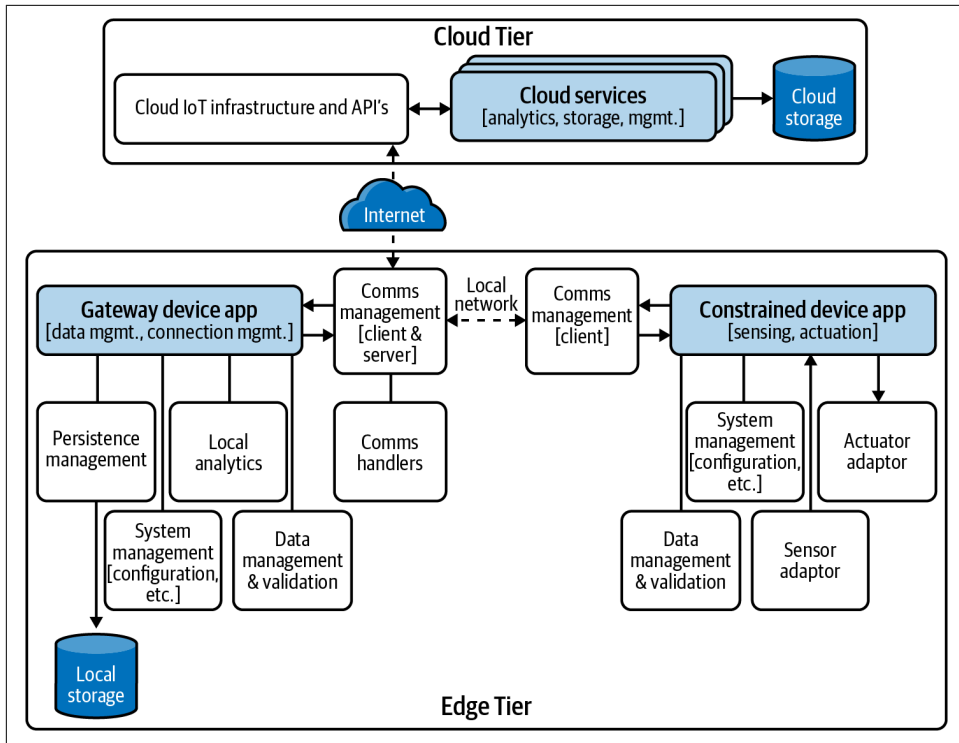 Cloud Tier
Cloud IoT infrastructure and API's
Cloud services
[analytics, storage, mgmt.]
Cloud
storage
Internet
Gateway device app
[data mgmt., connection mgmt.]
Comms
management
[client &
server]
Local
network
Comms
management
[client]
Constrained device app
[sensing, actuation]
Persistence
management
Local
analytics
Comms
handlers
System
management
[configuration,
etc.]
Actuator
adaptor
System
management
[configuration,
etc.]
Data
management
& validation
Data
management
& validation
Sensor
adaptor
Local
storage
Edge Tier